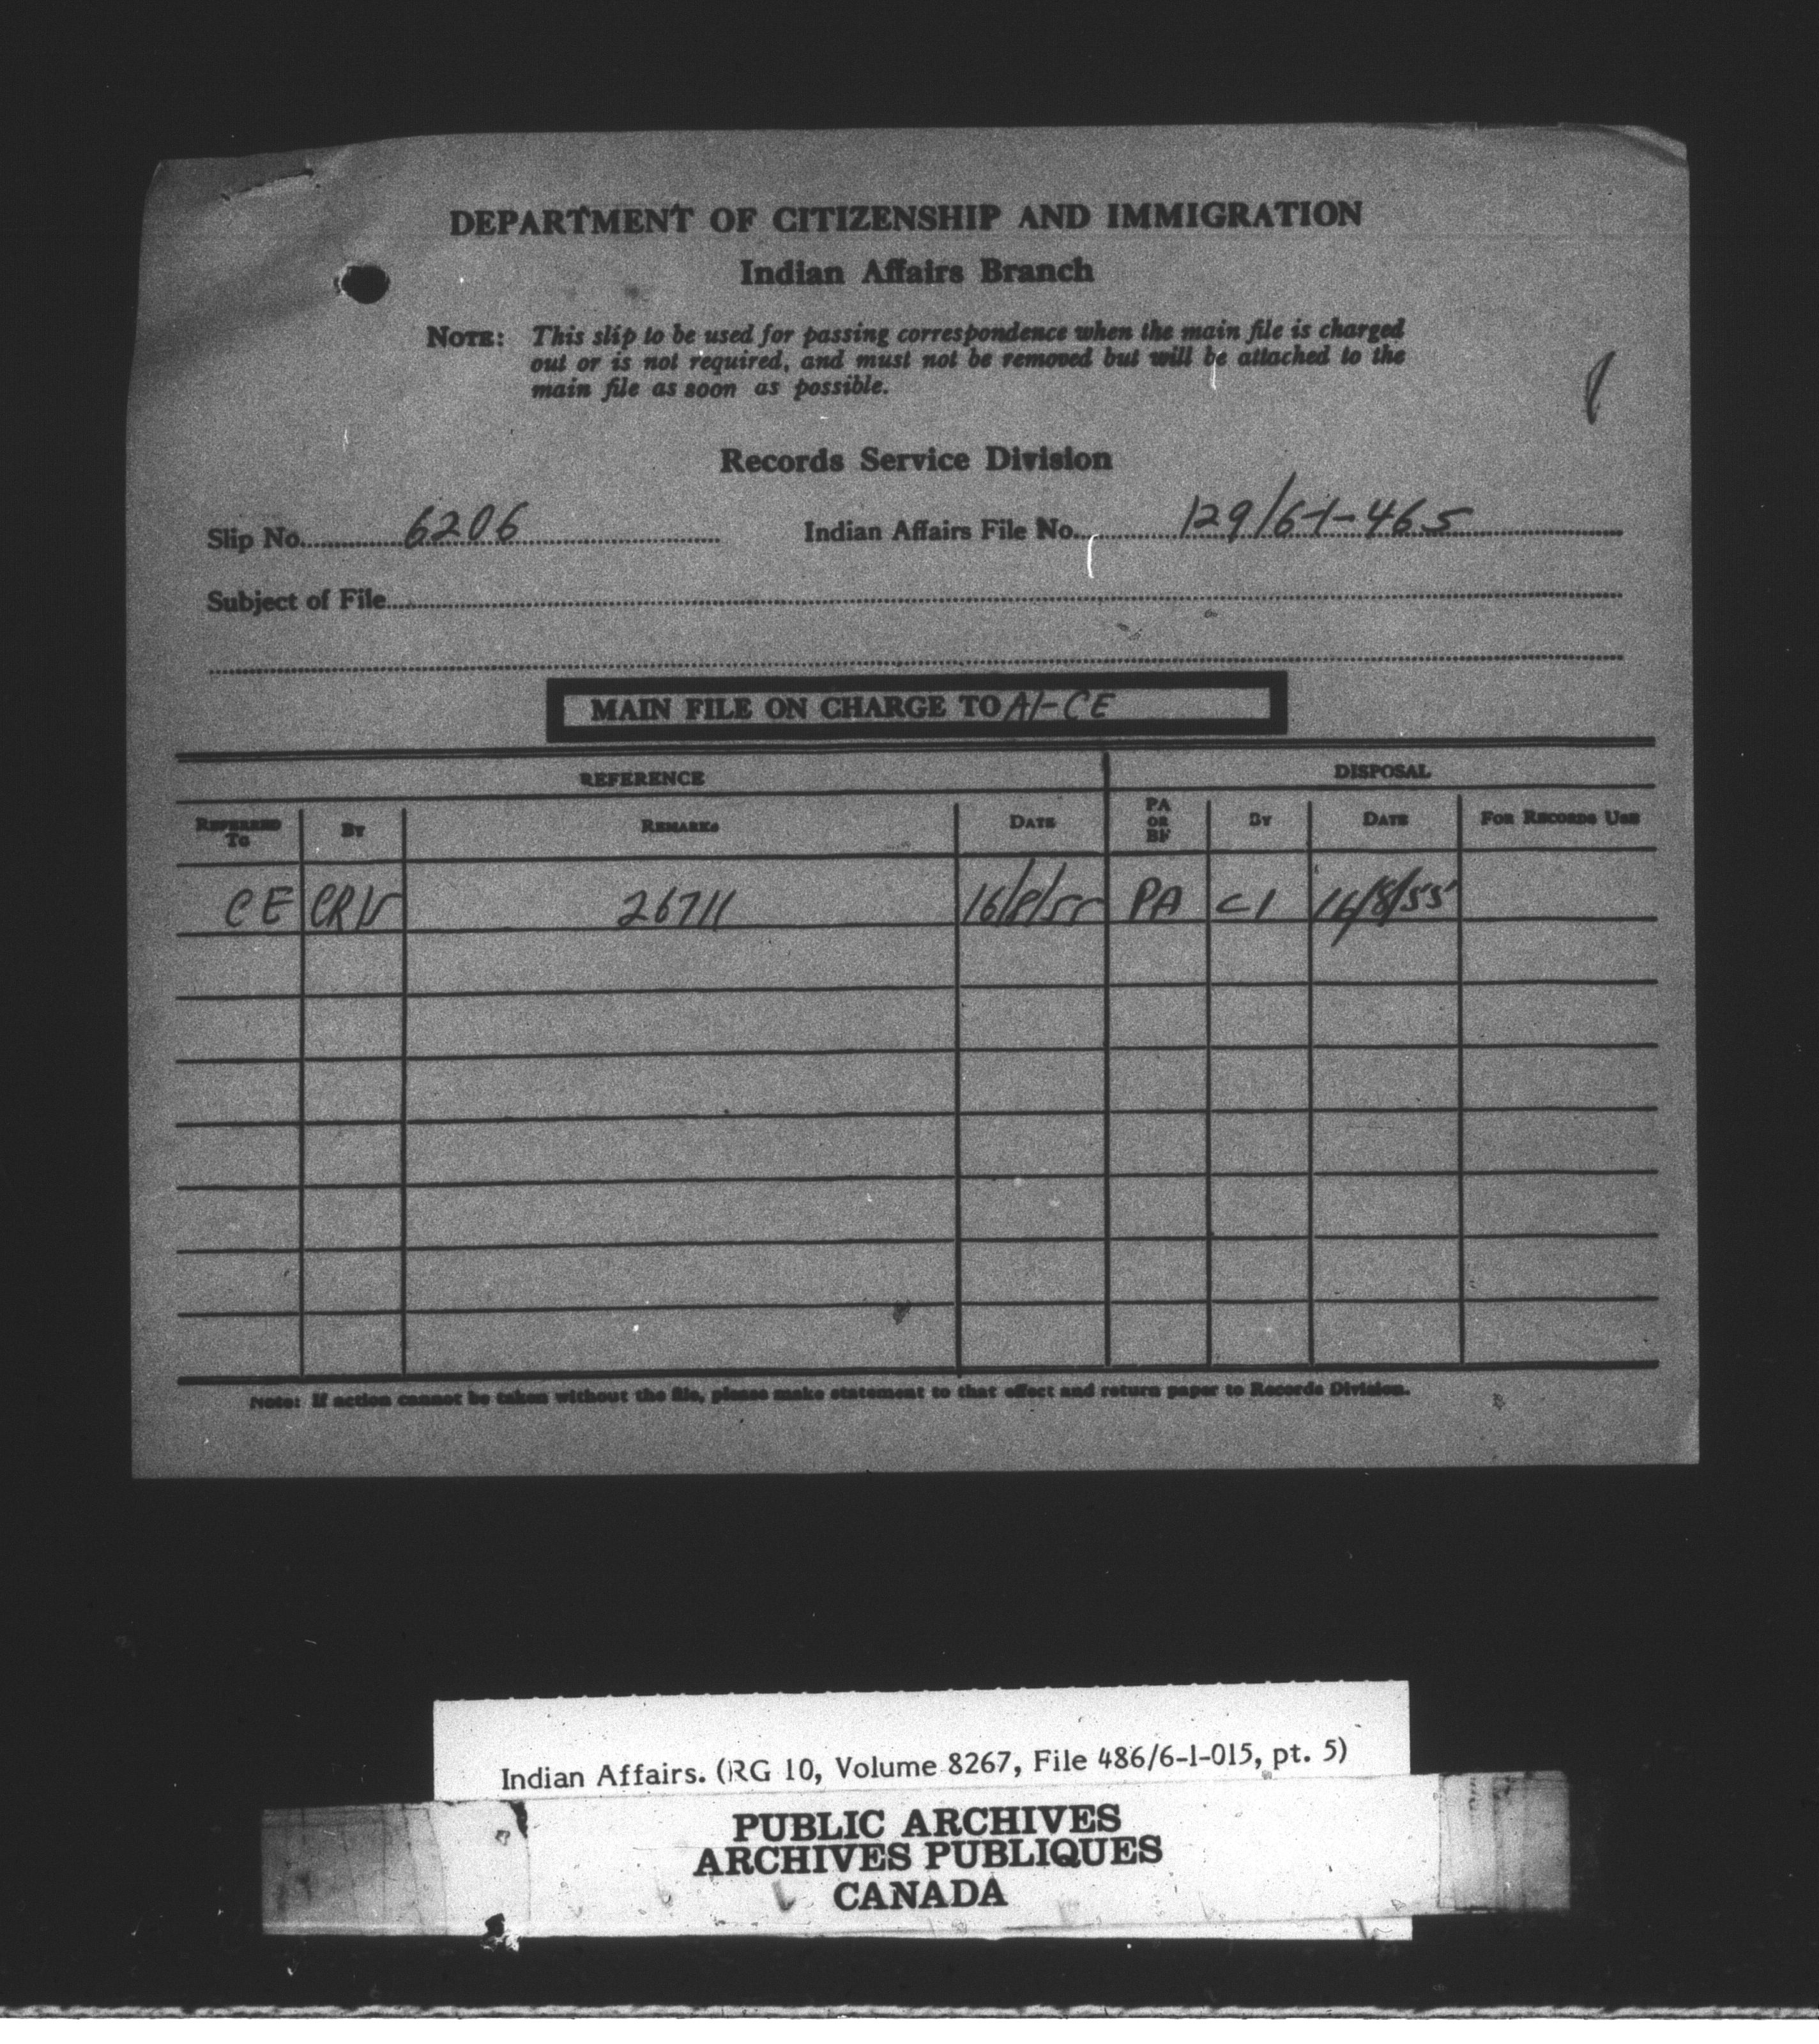 DEPARTMENT OF CITIZENSHIP AND IMMIGRATION
Indian Affairs Branch
NOTE: This slip to be used for passing correspondence when the main file is charged
out or is not required, and must not be removed but will be attached to the
main file as soon as possible.
Records Service Division
Slip No. 6206 Indian Affairs File No. 129/6-1-465
Subject of File
MAIN FILE ON CHARGE TO A1-CE
REFERENCE DISPOSAL
REFERRED TO BY REMARKS DATE PA OR BF BY DATE FOR RECORDS USE
CE 26711 16/8/55 PA C1 16/8/55
Note: If action cannot be taken without the file, please make statement to that effect and return paper to Records Division.
Indian Affairs. (RG 10, Volume 8267, File 486/6-1-015, pt. 5)
PUBLIC ARCHIVES
ARCHIVES PUBLIQUES
CANADA